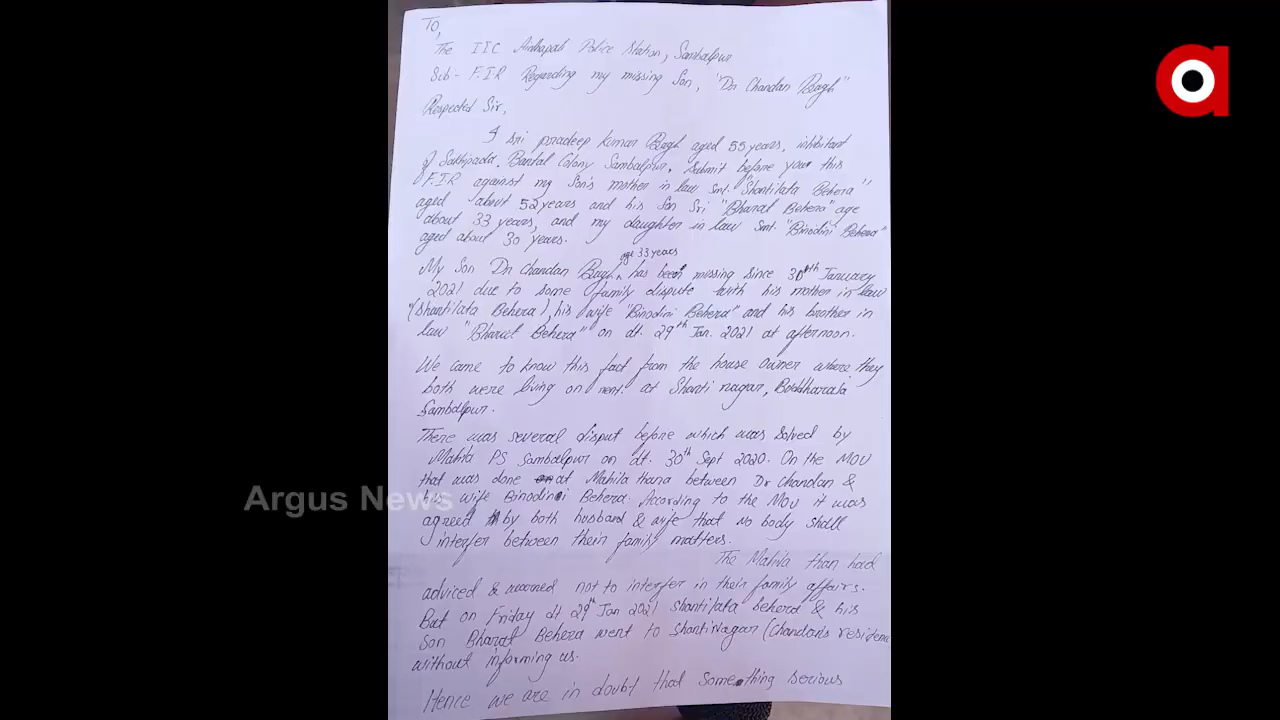 To,
The IIC Ainthapali Police Station, Sambalpur
Sub- F.I.R Regarding my missing Son, "Dr Chandan Bagh"
Respected Sir,
I Sri pradeep kumar Bagh aged 55 years, inhibitant
of Sakhipada, Bantal Colony Sambalpur, Submit before your this
F.I.R against my Son's mother in law Smt. "Shantilata Behera"
aged about 52 years and his Son Sri "Bharat Behera" age
about 33 years, and my daughter in law Smt. "Binodini Behera"
aged about 30 years.
age 33 years
My Son Dr Chandan Bagh, has been missing since 30th January
2021 due to some family dispute with his mother in law
(Shantilata Behera), his wife "Binodini Behera" and his brother in
law "Bharat Behera" on dt. 29th Jan. 2021 at afternoon.
We came to know this fact from the house owner where they
both were living on rent. at Shanti nagar,
Sambalpur.
There was several disput before which was solved by
Mahila PS Sambalpur on dt. 30th Sept 2020. On the MOU
that was done at Mahila thana between Dr Chandan &
his wife Binodini Behera. According to the MOU it was
agreed by both husband & wife that no body shall
interfer between their family matters.
The Mahila than had
adviced & warned not to interfer in their family affairs.
But on Friday dt 29th Jan 2021 Shantilata behera & his
Son Bharat Behera went to Shantinagar (Chandan's residen
without informing us.
Hence we are in doubt that something serious
Argus News
a